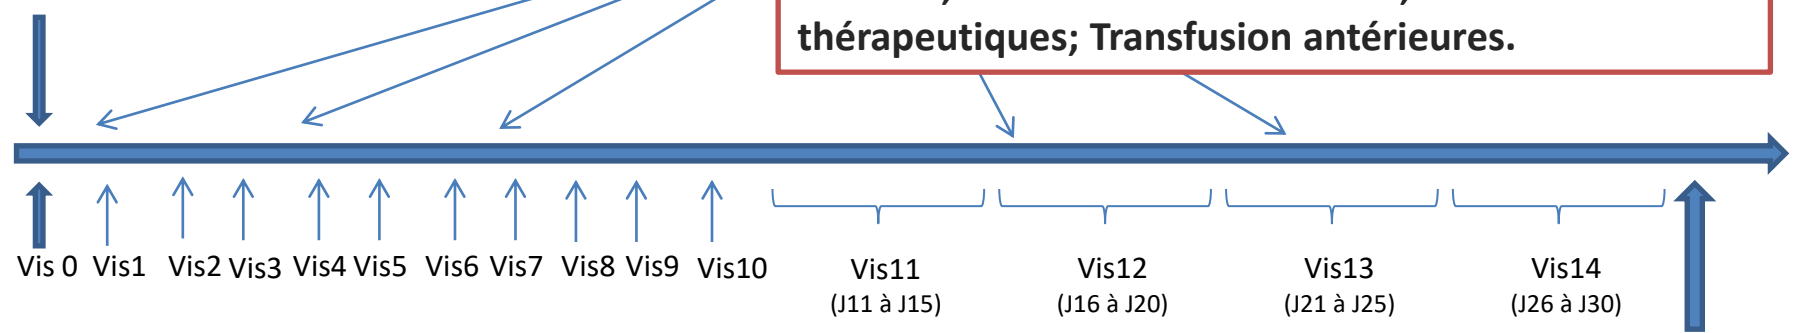 thérapeutiques; Transfusion antérieures.
Vis 0 Vis1 Vis2 Vis3 Vis4 Vis5 Vis6 Vis7 Vis8 Vis9 Vis10 Vis11 Vis12 Vis13 Vis14
(J11 à J15) (J16 à J20) (J21 à J25) (J26 à J30)